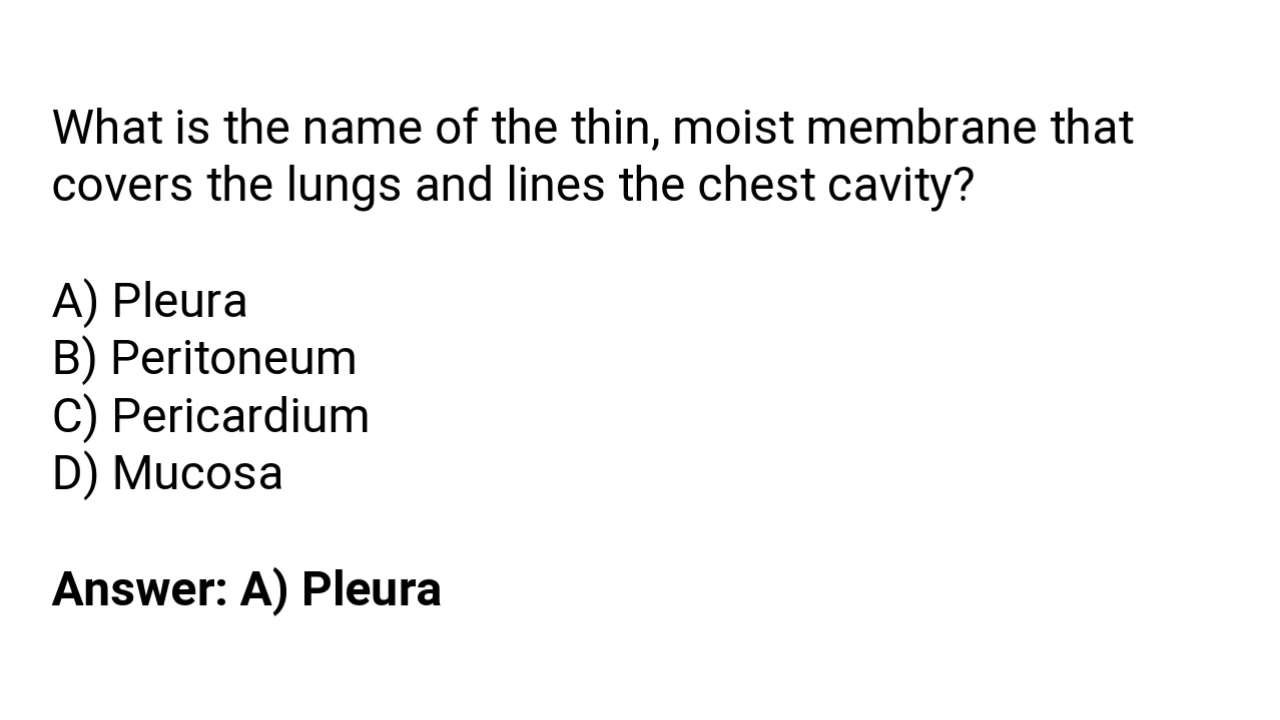 What is the name of the thin, moist membrane that
covers the lungs and lines the chest cavity?
A) Pleura
B) Peritoneum
C) Pericardium
D) Mucosa
Answer: A) Pleura